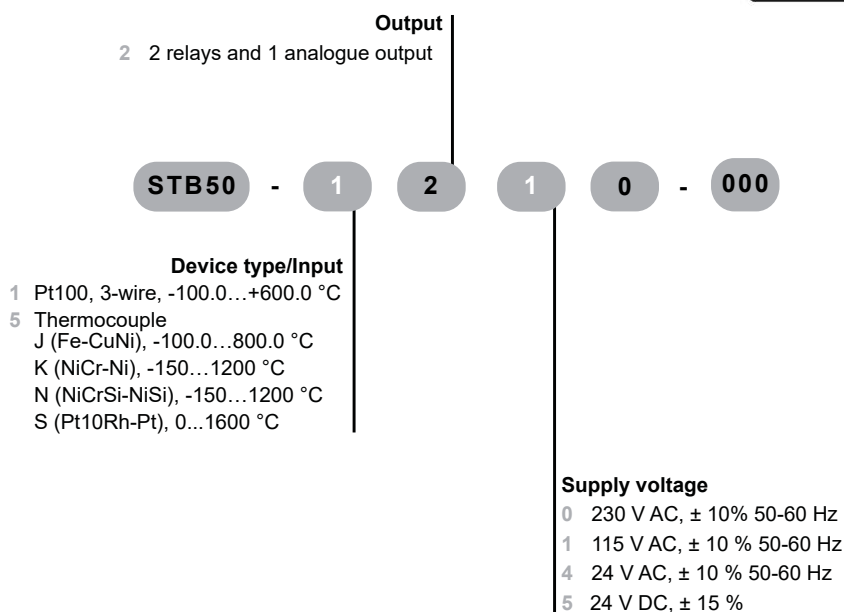 Output
2 2 relays and 1 analogue output
STB50 - 1 2 1 0 - 000
Device type/Input
1 Pt100, 3-wire, -100.0…+600.0 °C
5 Thermocouple
J (Fe-CuNi), -100.0…800.0 °C
K (NiCr-Ni), -150…1200 °C
N (NiCrSi-NiSi), -150…1200 °C
S (Pt10Rh-Pt), 0...1600 °C
Supply voltage
0 230 V AC, ± 10% 50-60 Hz
1 115 V AC, ± 10 % 50-60 Hz
4 24 V AC, ± 10 % 50-60 Hz
5 24 V DC, ± 15 %